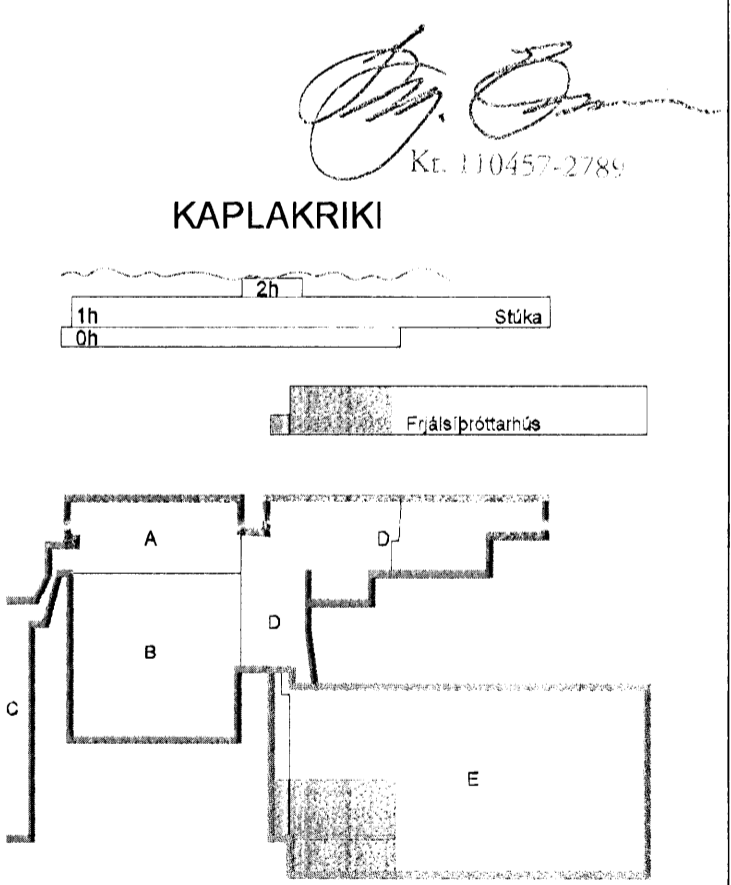 Kt. 110457-2789
KAPLAKRIKI
2h
1h Stúka
0h
Frjálsíþróttarhús
A D
B D
C
E